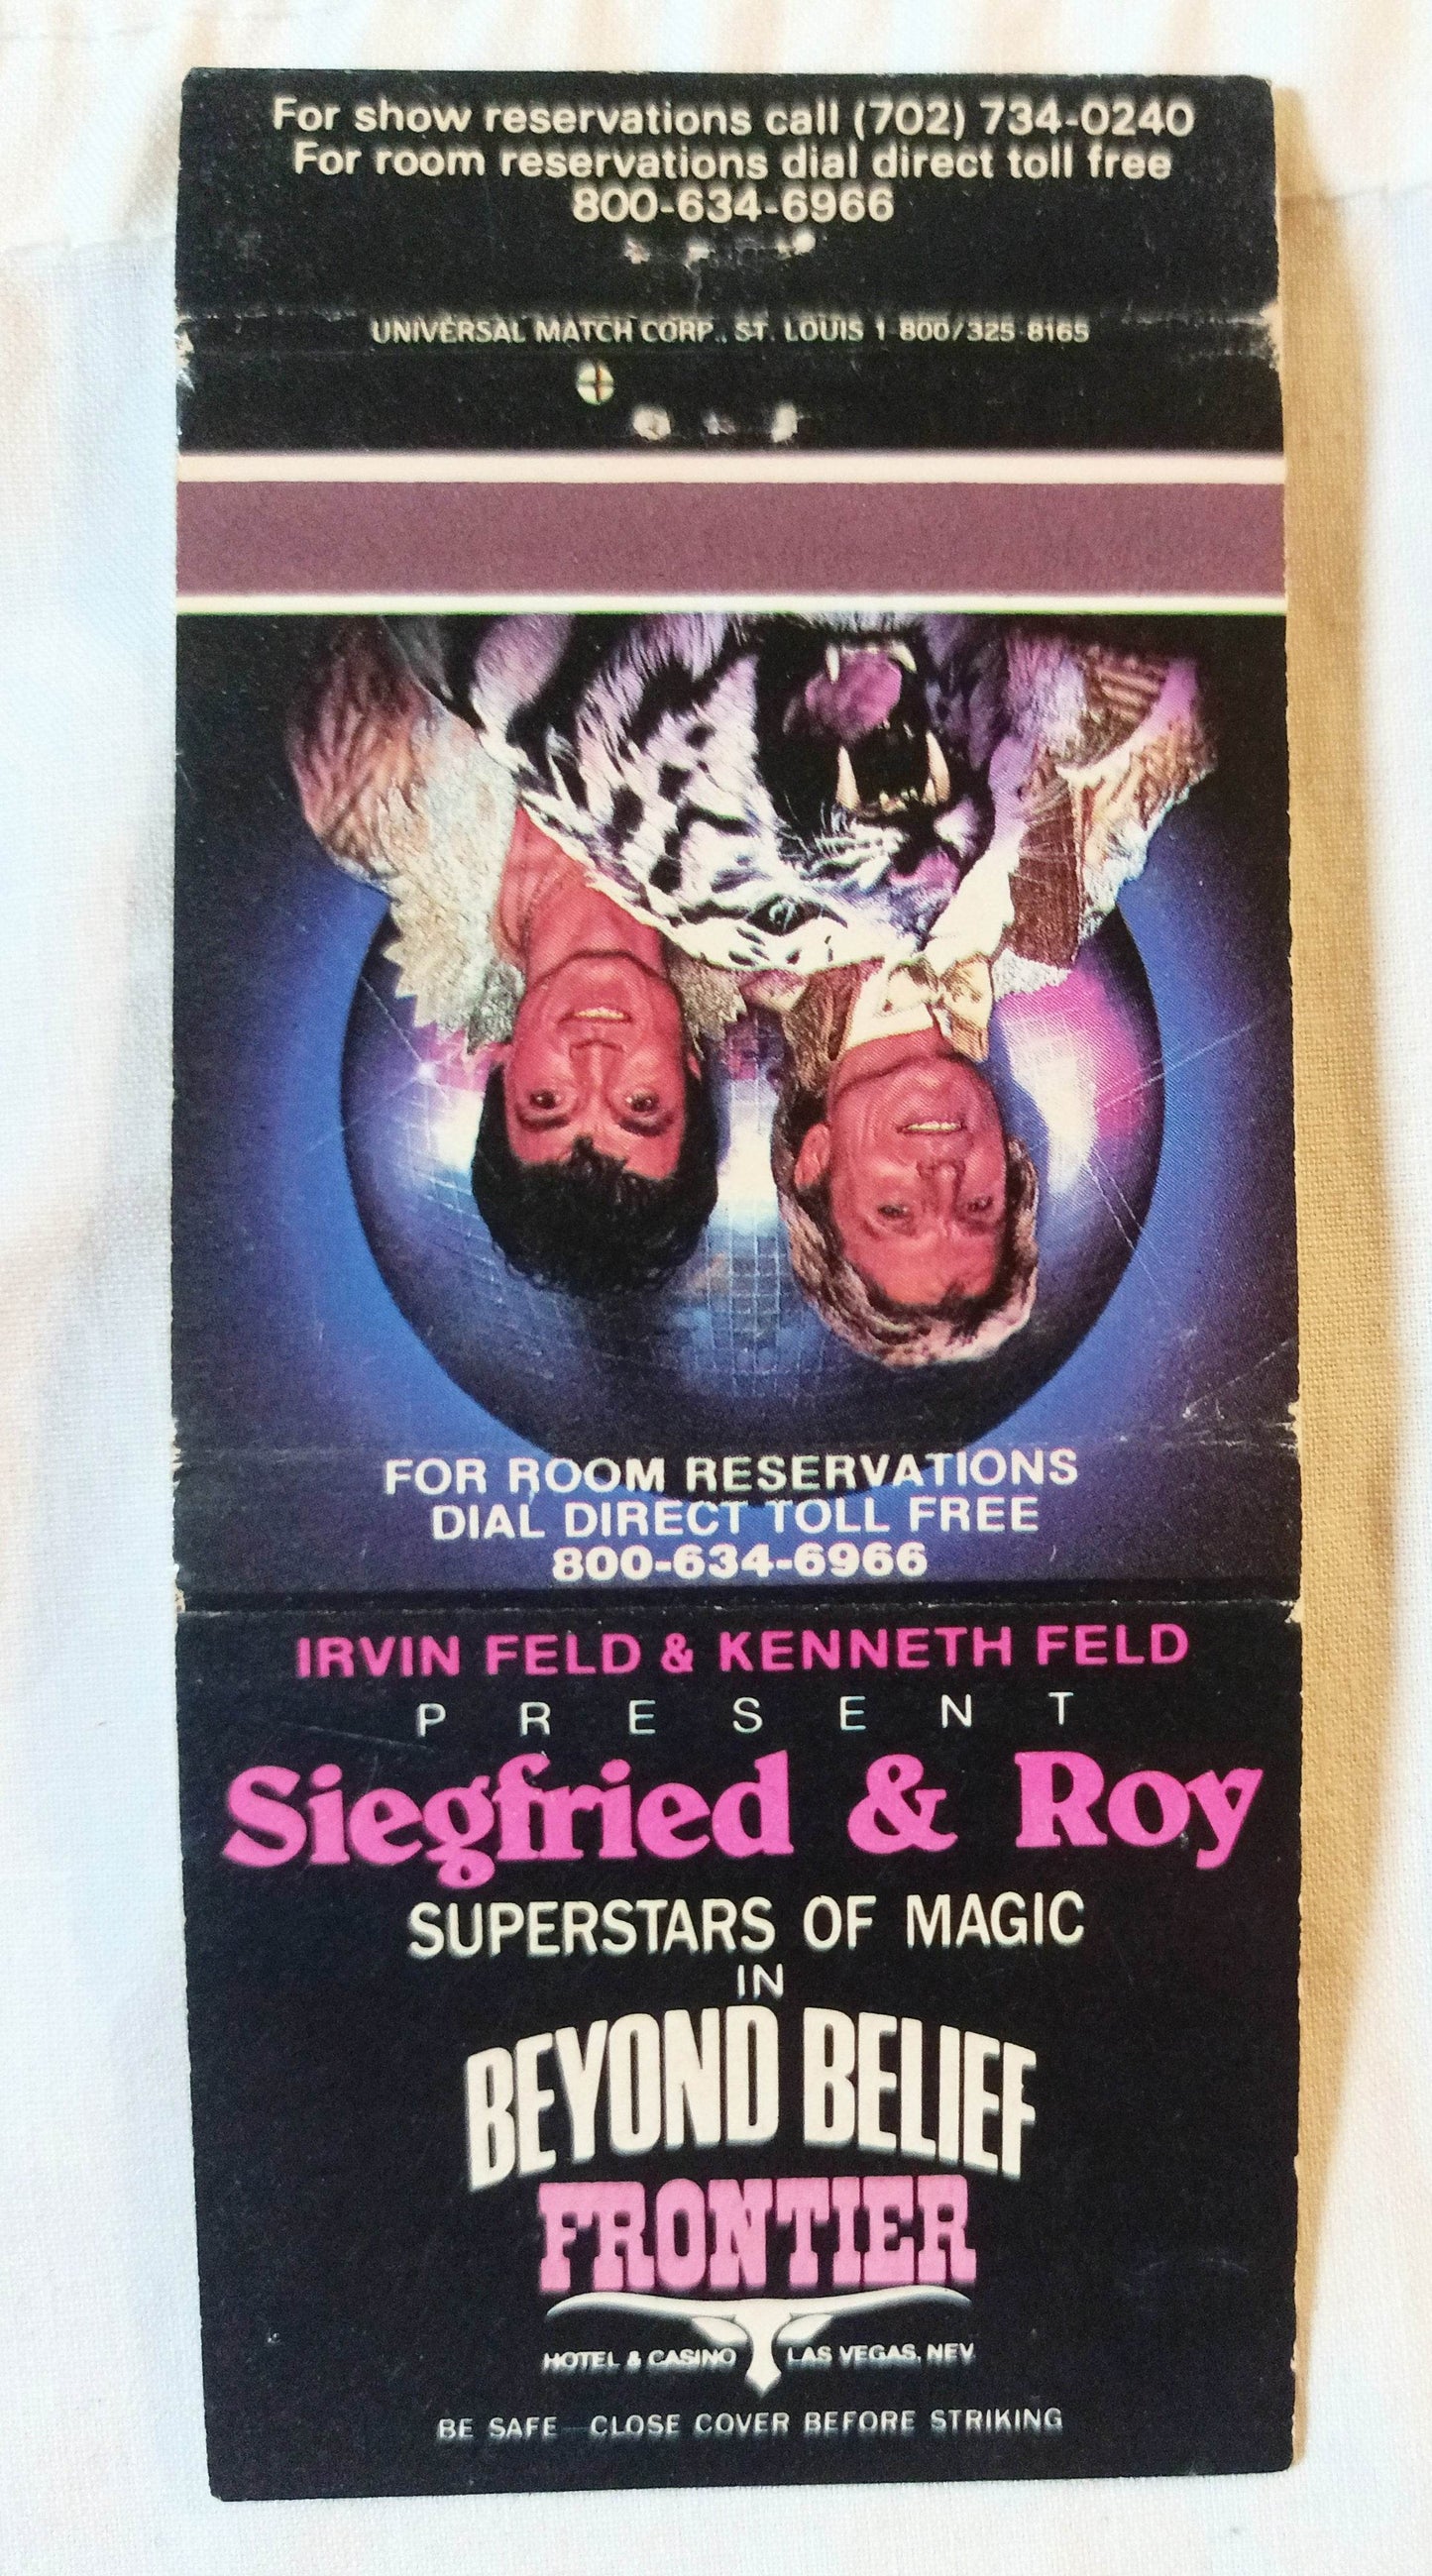 For show reservations call (702) 734-0240
For room reservations dial direct toll free
800-634-6966
UNIVERSAL MATCH CORP., ST. LOUIS 1-800/325-8165
FOR ROOM RESERVATIONS
DIAL DIRECT TOLL FREE
800-634-6966
IRVIN FELD & KENNETH FELD
PRESENT
Siegfried & Roy
SUPERSTARS OF MAGIC
IN
BEYOND BELIEF
FRONTIER
HOTEL & CASINO LAS VEGAS, NEV.
BE SAFE—CLOSE COVER BEFORE STRIKING